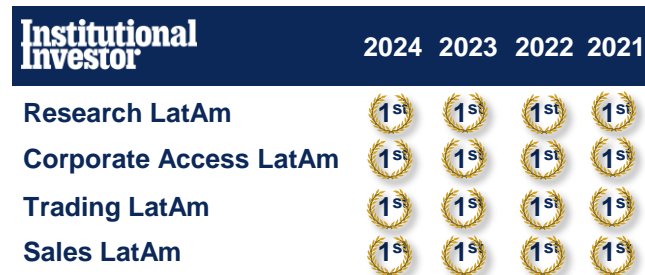 Institutional
Investor
2024 2023 2022 2021
Research LatAm 1st 1st 1st 1st
Corporate Access LatAm 1st 1st 1st 1st
Trading LatAm 1st 1st 1st 1st
Sales LatAm 1st 1st 1st 1st